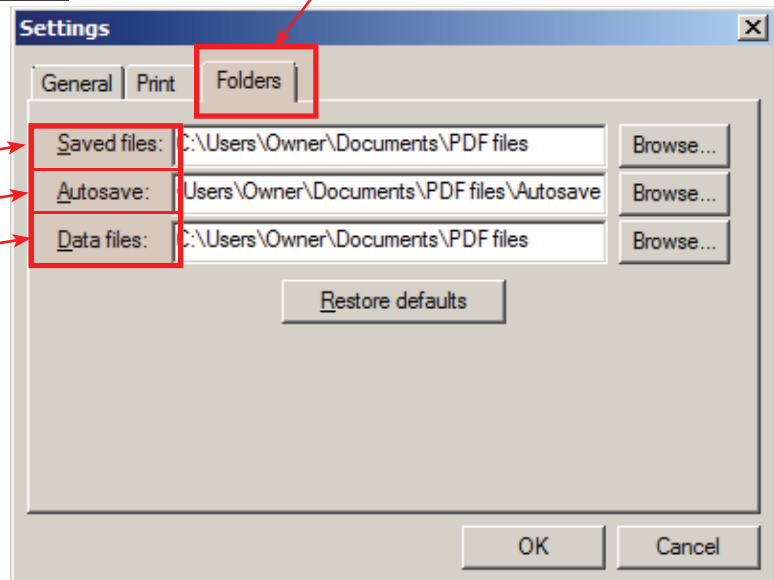 Settings
General Print Folders
Saved files: C:\Users\Owner\Documents\PDF files Browse...
Autosave: Users\Owner\Documents\PDF files\Autosave Browse...
Data files: C:\Users\Owner\Documents\PDF files Browse...
Restore defaults
OK Cancel